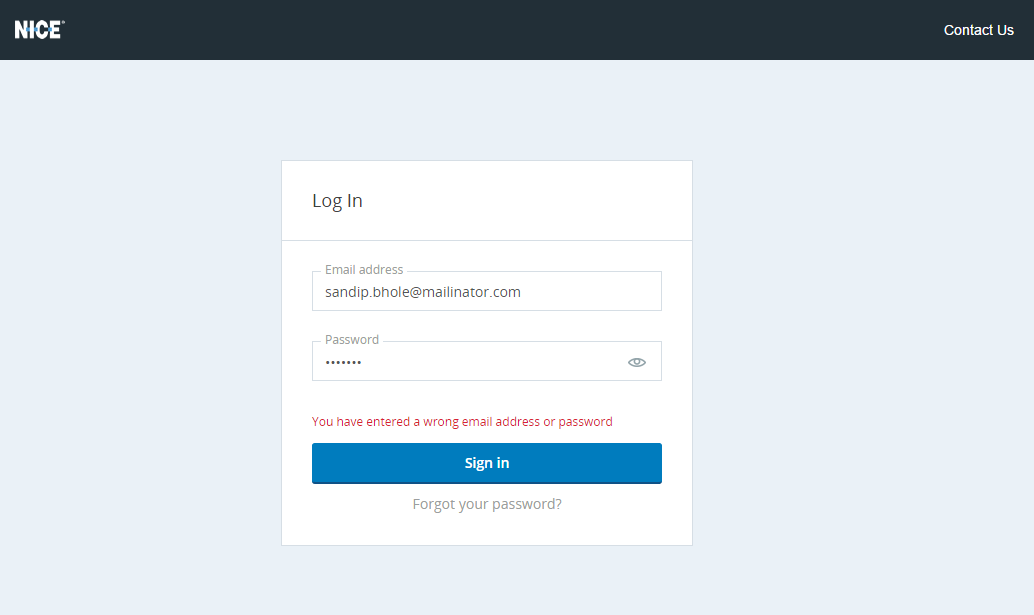 NICE®
Contact Us
Log In
Email address
sandip.bhole@mailinator.com
Password
•••••••
You have entered a wrong email address or password
Sign in
Forgot your password?